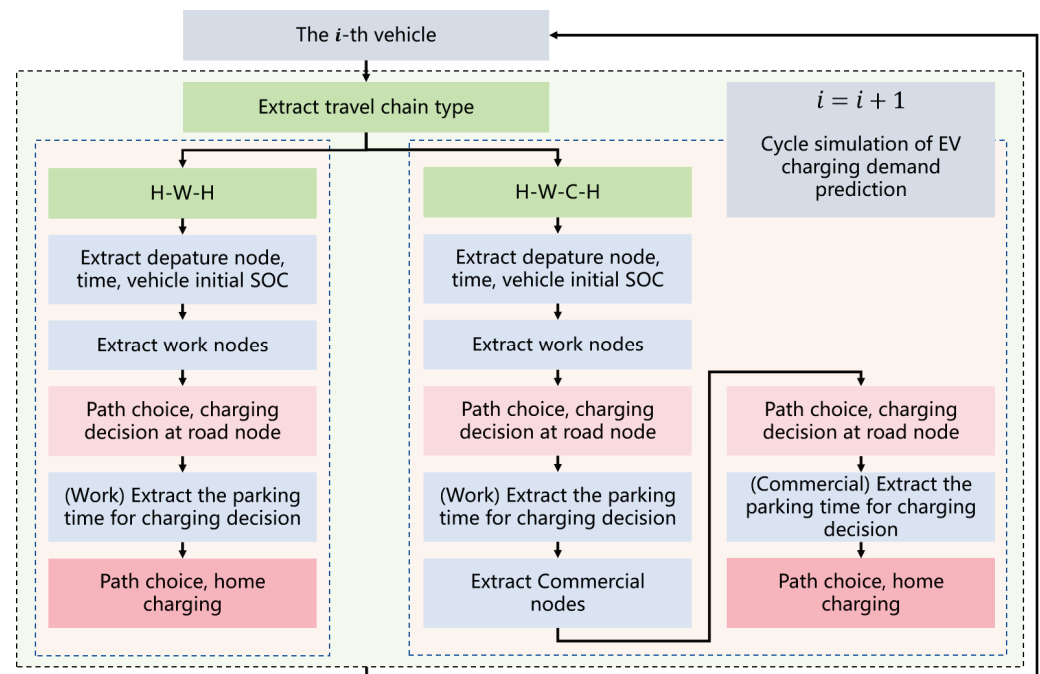 The i-th vehicle
Extract travel chain type
i = i + 1
Cycle simulation of EV
charging demand
prediction
H-W-H
Extract depature node,
time, vehicle initial SOC
Extract work nodes
Path choice, charging
decision at road node
(Work) Extract the parking
time for charging decision
Path choice, home
charging
H-W-C-H
Extract depature node,
time, vehicle initial SOC
Extract work nodes
Path choice, charging
decision at road node
(Work) Extract the parking
time for charging decision
Extract Commercial
nodes
Path choice, charging
decision at road node
(Commercial) Extract the
parking time for charging
decision
Path choice, home
charging